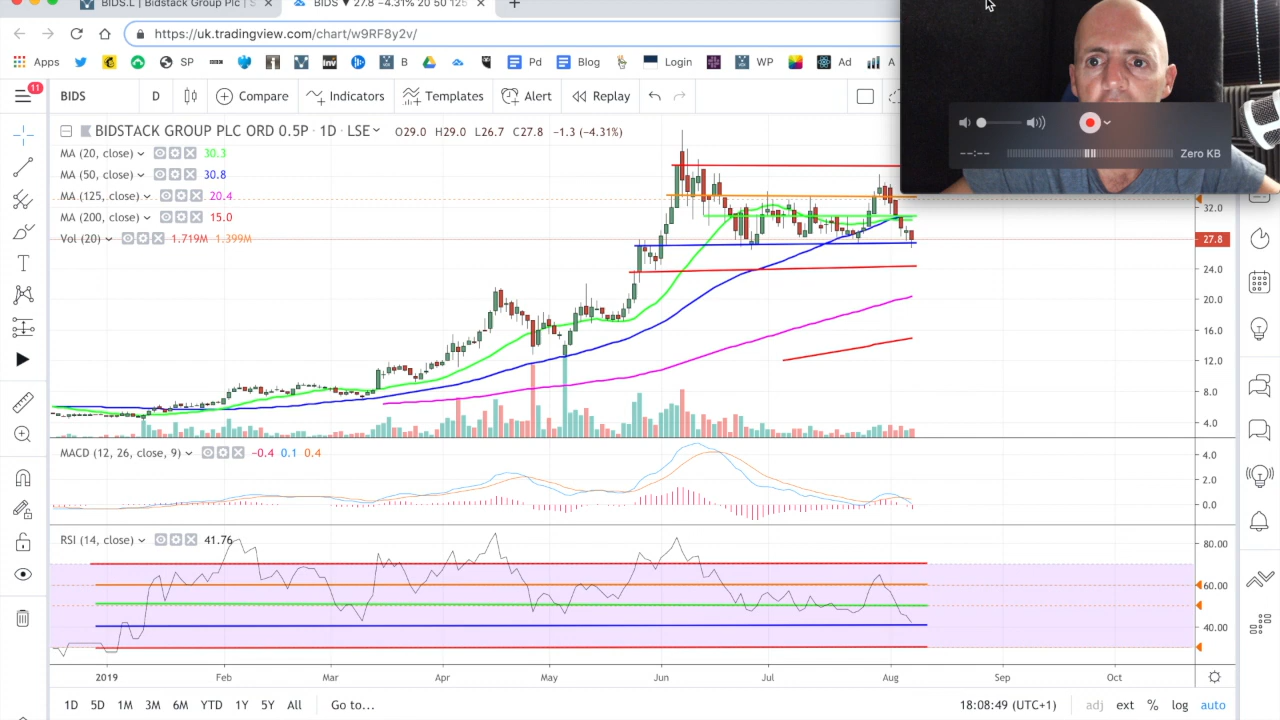 BIDS.L | Bidstack Group Plc | S
BIDS ▼ 27.8 −4.31% 20 50 125
https://uk.tradingview.com/chart/w9RF8y2v/
Apps SP B Pd Blog Login WP Ad A
BIDS D Compare Indicators Templates Alert Replay
11
BIDSTACK GROUP PLC ORD 0.5P · 1D · LSE O29.0 H29.0 L26.7 C27.8 −1.3 (−4.31%)
MA (20, close) 30.3
MA (50, close) 30.8
MA (125, close) 20.4
MA (200, close) 15.0
Vol (20) 1.719M 1.399M
--:-- Zero KB
32.0
27.8
24.0
20.0
16.0
12.0
8.0
4.0
MACD (12, 26, close, 9) −0.4 0.1 0.4
4.0
2.0
0.0
RSI (14, close) 41.76
80.00
60.00
40.00
2019 Feb Mar Apr May Jun Jul Aug Sep Oct
1D 5D 1M 3M 6M YTD 1Y 5Y All Go to... 18:08:49 (UTC+1) adj ext % log auto